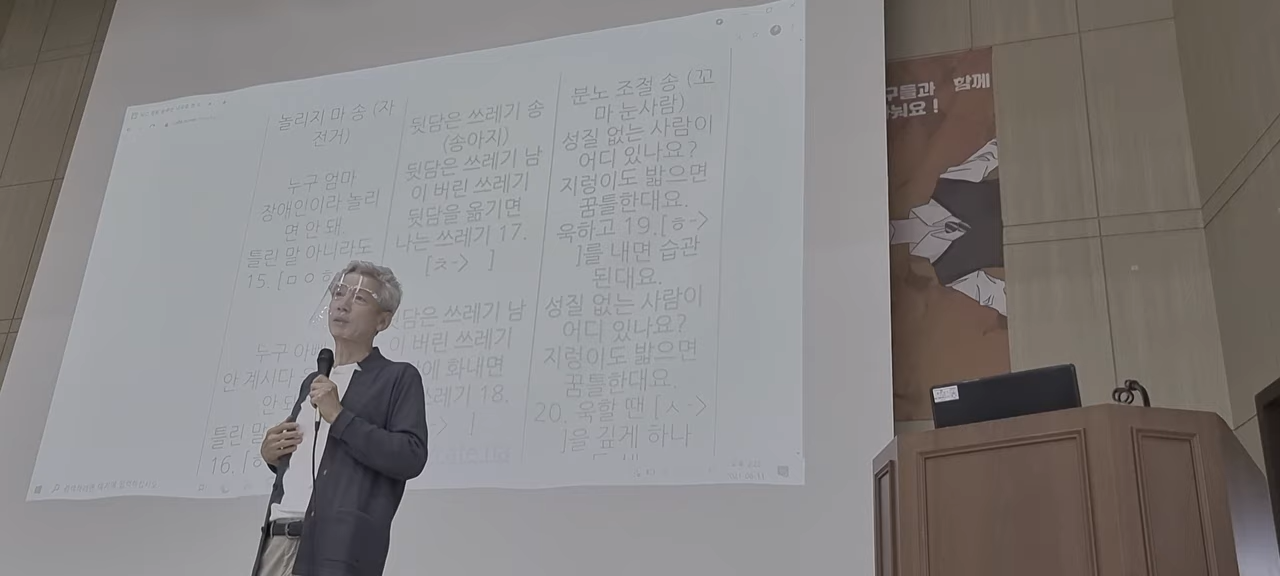 놀리지 마 송 (자
전거)
누구 엄마
장애인이라 놀리
면 안 돼.
틀린 말 아니라도
15. [ㅁㅇㅎ
누구 아빠
안 계시다
안 돼
틀린 말
16. [ㅎ
뒷담은 쓰레기 송
(송아지)
뒷담은 쓰레기 남
이 버린 쓰레기
뒷담을 옮기면
나는 쓰레기 17.
[ㅊ-> ]
뒷담은 쓰레기 남
이 버린 쓰레기
에 화내면
쓰레기 18.
]
분노 조절 송 (꼬
마 눈사람)
성질 없는 사람이
어디 있나요?
지렁이도 밟으면
꿈틀한대요.
욱하고 19.[ㅎ->
]를 내면 습관
된대요.
성질 없는 사람이
어디 있나요?
지렁이도 밟으면
꿈틀한대요.
20. 욱할 땐 [ㅅ->
]을 깊게 하나
구들과 함께
눠요!